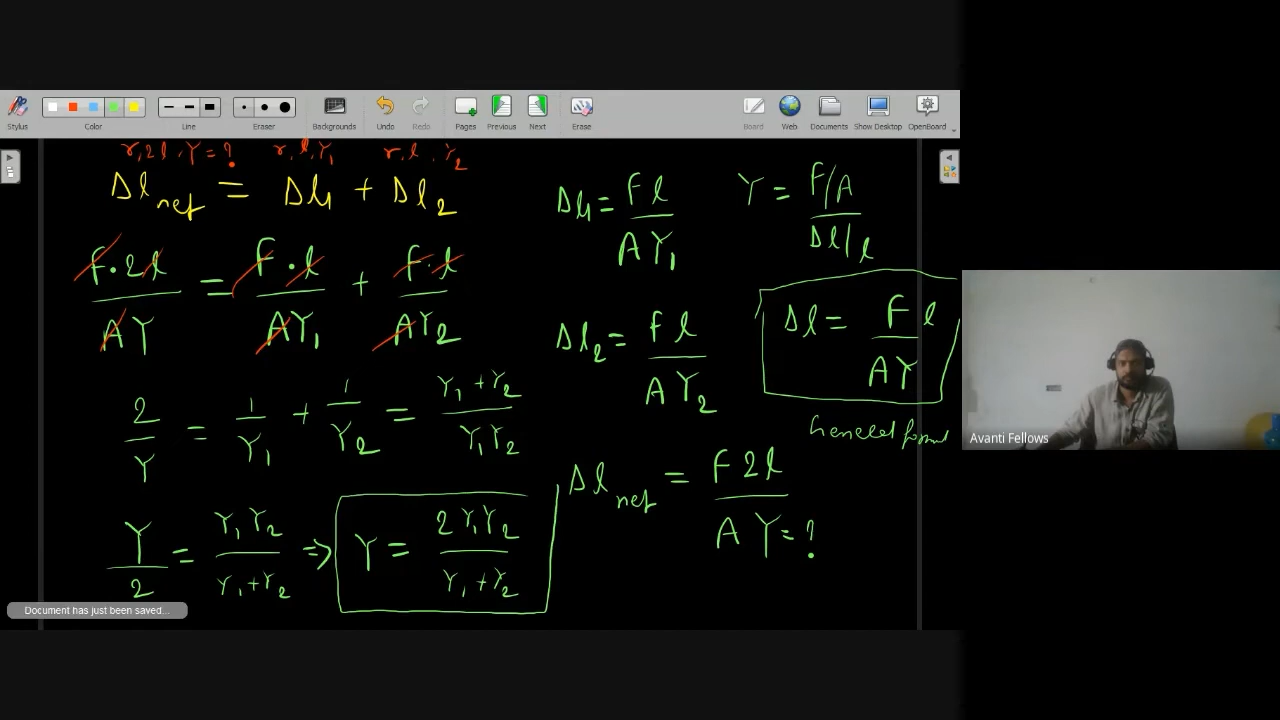 Stylus
Color
Line
Eraser
Backgrounds
Undo
Redo
Pages
Previous
Next
Erase
Board
Web
Documents
Show Desktop
OpenBoard
r, 2l, Y = ? r, l, Y₁ r, l, Y₂
Δl net = Δl₁ + Δl₂
F·2l / AY = F·l / AY₁ + F·l / AY₂
2/Y = 1/Y₁ + 1/Y₂ = Y₁+Y₂ / Y₁Y₂
Y/2 = Y₁Y₂ / Y₁+Y₂ ⇒ Y = 2Y₁Y₂ / Y₁+Y₂
Δl₁ = Fl / AY₁
Y = F/A / Δl/l
Δl₂ = Fl / AY₂
Δl = Fl / AY
General
Δl net = F2l / AY = ?
Document has just been saved...
Avanti Fellows